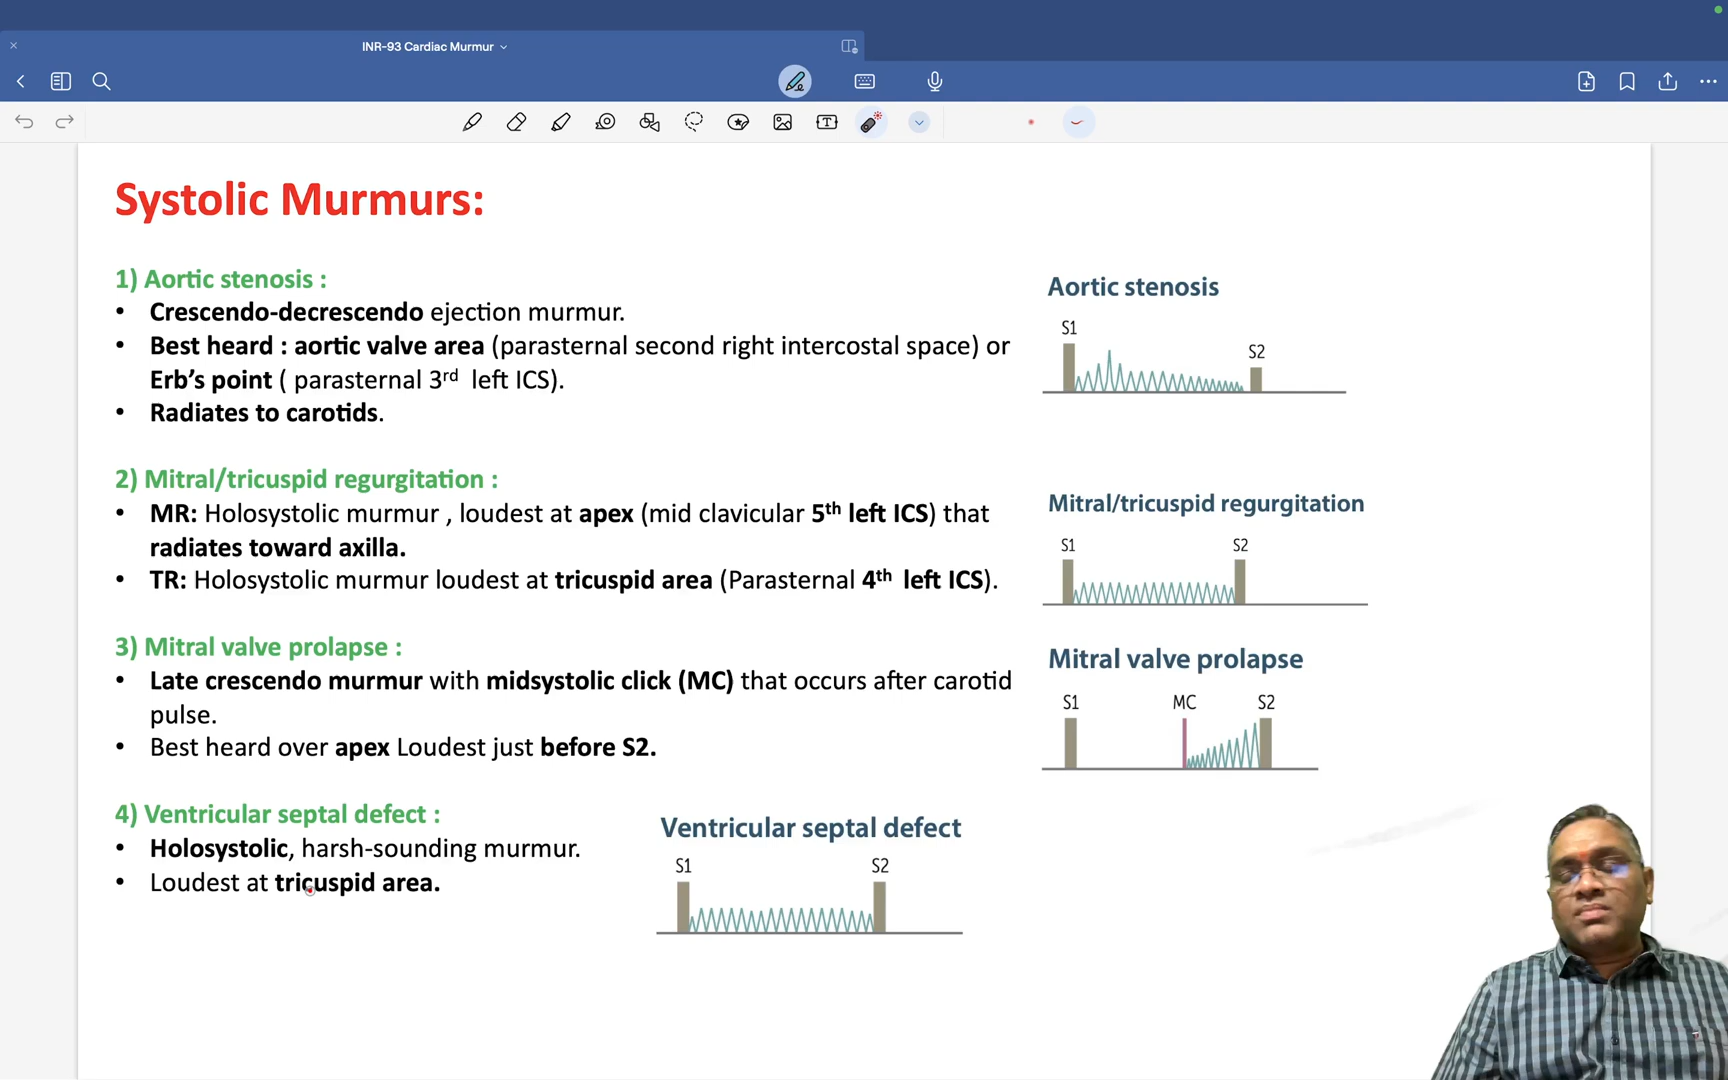 INR-93 Cardiac Murmur
Systolic Murmurs:
1) Aortic stenosis :
• Crescendo-decrescendo ejection murmur.
• Best heard : aortic valve area (parasternal second right intercostal space) or
Erb's point ( parasternal 3rd left ICS).
• Radiates to carotids.
Aortic stenosis
S1
S2
2) Mitral/tricuspid regurgitation :
• MR: Holosystolic murmur , loudest at apex (mid clavicular 5th left ICS) that
radiates toward axilla.
• TR: Holosystolic murmur loudest at tricuspid area (Parasternal 4th left ICS).
Mitral/tricuspid regurgitation
S1 S2
3) Mitral valve prolapse :
• Late crescendo murmur with midsystolic click (MC) that occurs after carotid
pulse.
• Best heard over apex Loudest just before S2.
Mitral valve prolapse
S1 MC S2
4) Ventricular septal defect :
• Holosystolic, harsh-sounding murmur.
• Loudest at tricuspid area.
Ventricular septal defect
S1 S2